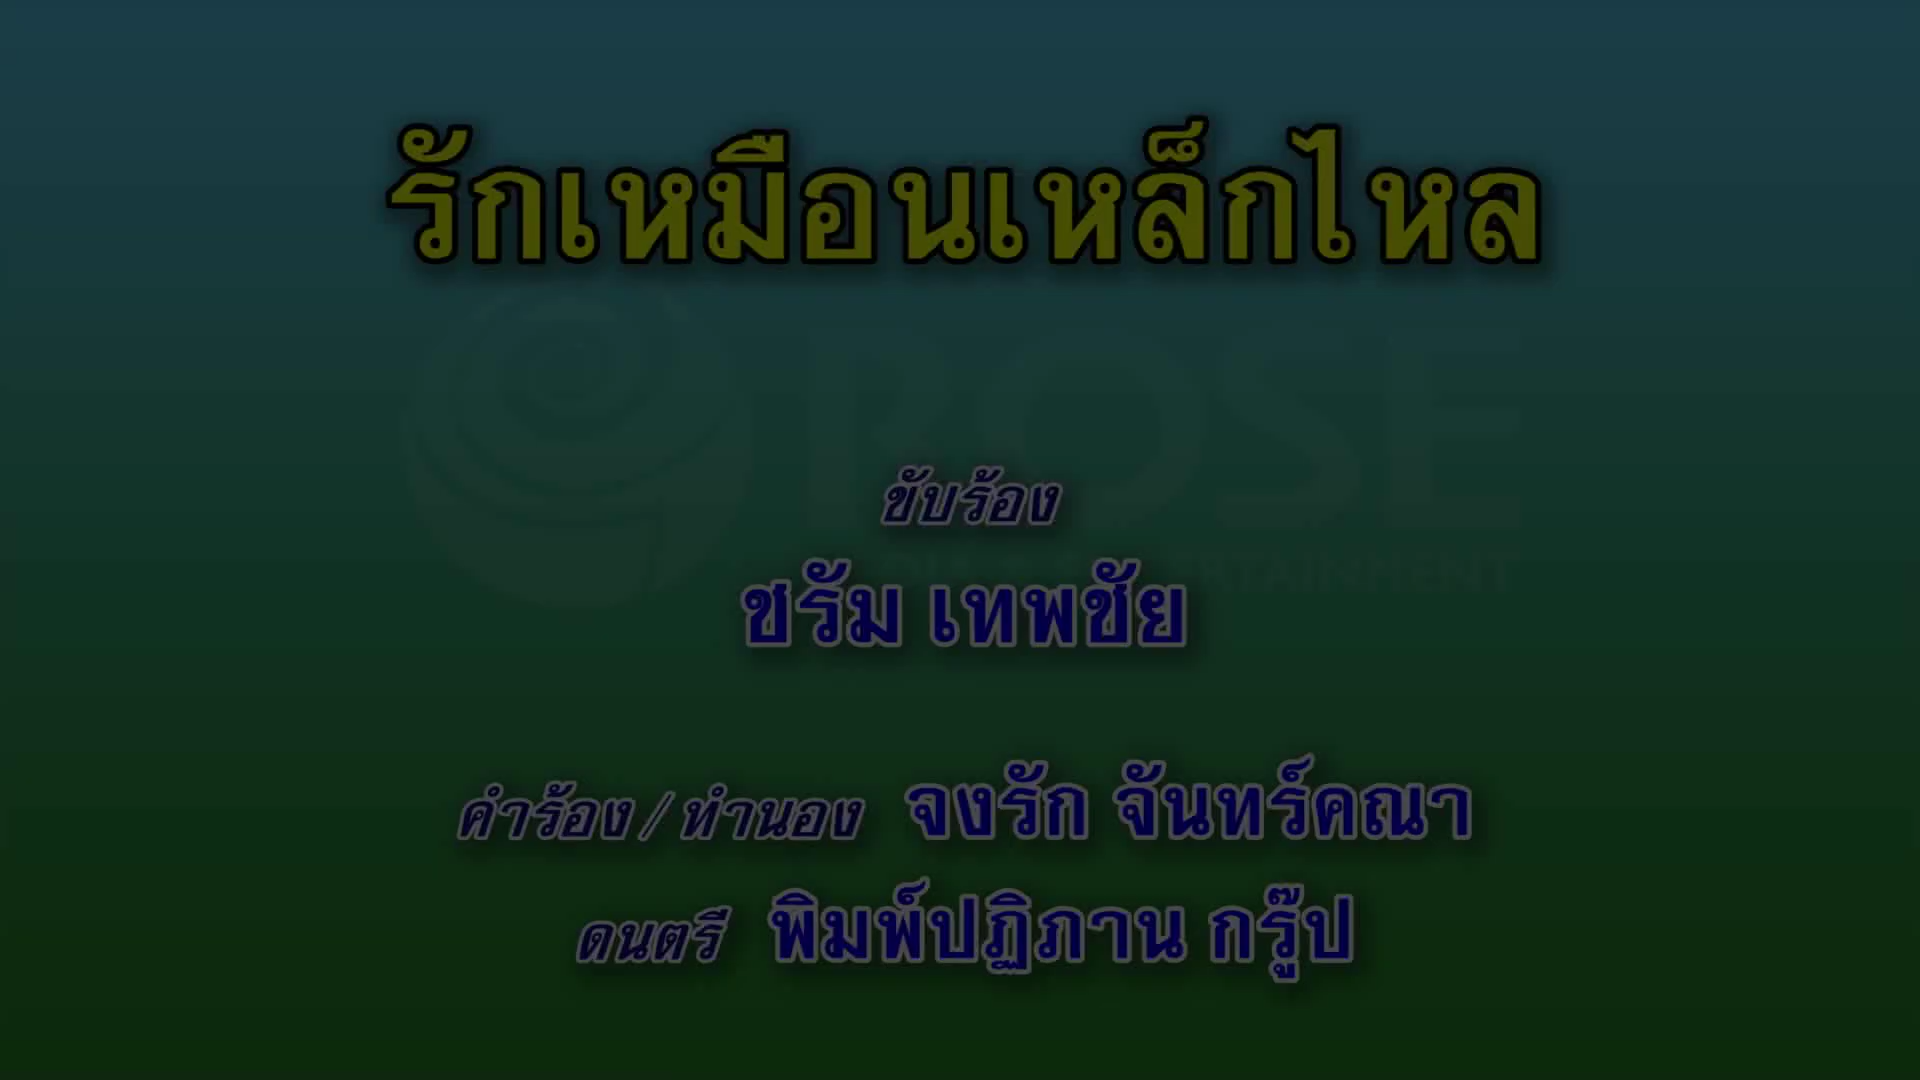 รักเหมือนเหล็กไหล
ROSE
ขับร้อง
ชรัม เทพชัย
คำร้อง / ทำนอง จงรัก จันทร์คณา
ดนตรี พิมพ์ปฏิภาน กรุ๊ป